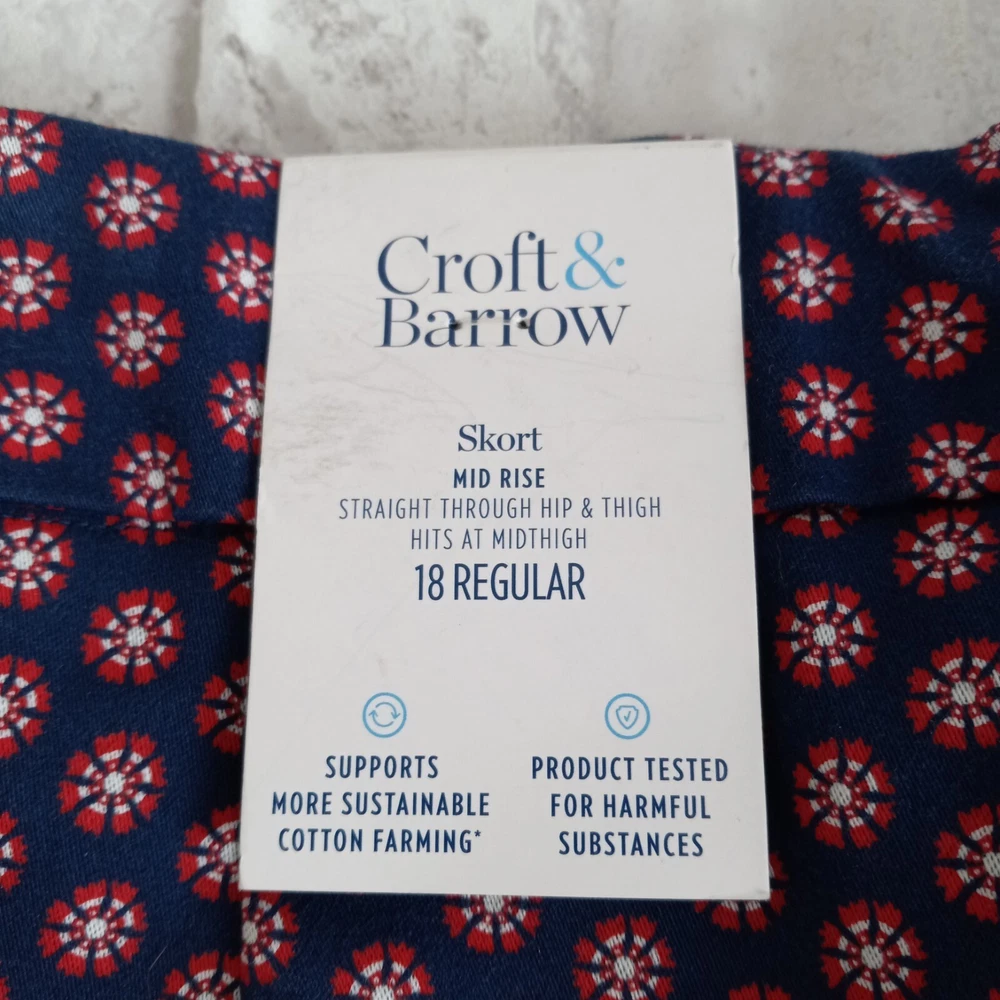 Croft &
Barrow
Skort
MID RISE
STRAIGHT THROUGH HIP & THIGH
HITS AT MIDTHIGH
18 REGULAR
SUPPORTS
MORE SUSTAINABLE
COTTON FARMING*
PRODUCT TESTED
FOR HARMFUL
SUBSTANCES